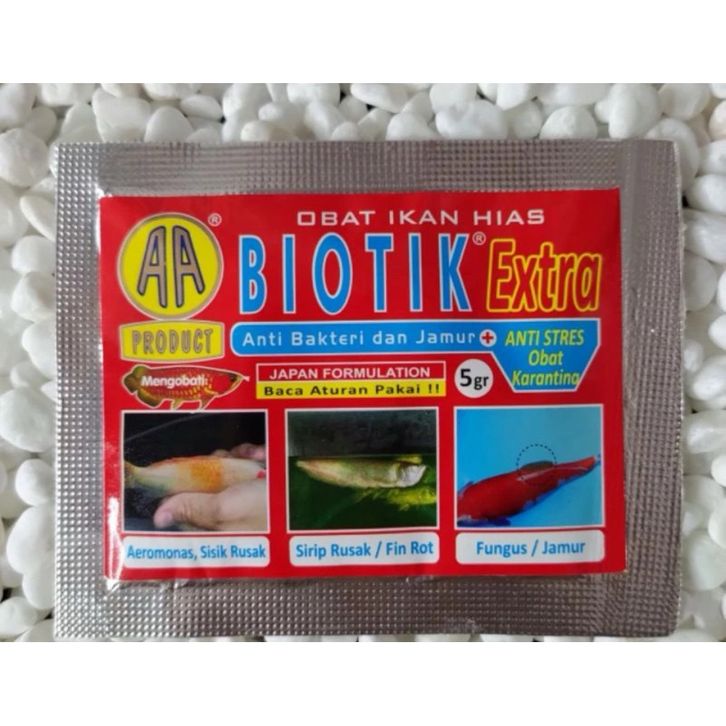 AA
®
PRODUCT
OBAT IKAN HIAS
BIOTIK® Extra
Anti Bakteri dan Jamur +
ANTI STRES
Obat
Karantina
Mengobati:
JAPAN FORMULATION
Baca Aturan Pakai !!
5gr
Aeromonas, Sisik Rusak
Sirip Rusak / Fin Rot
Fungus / Jamur